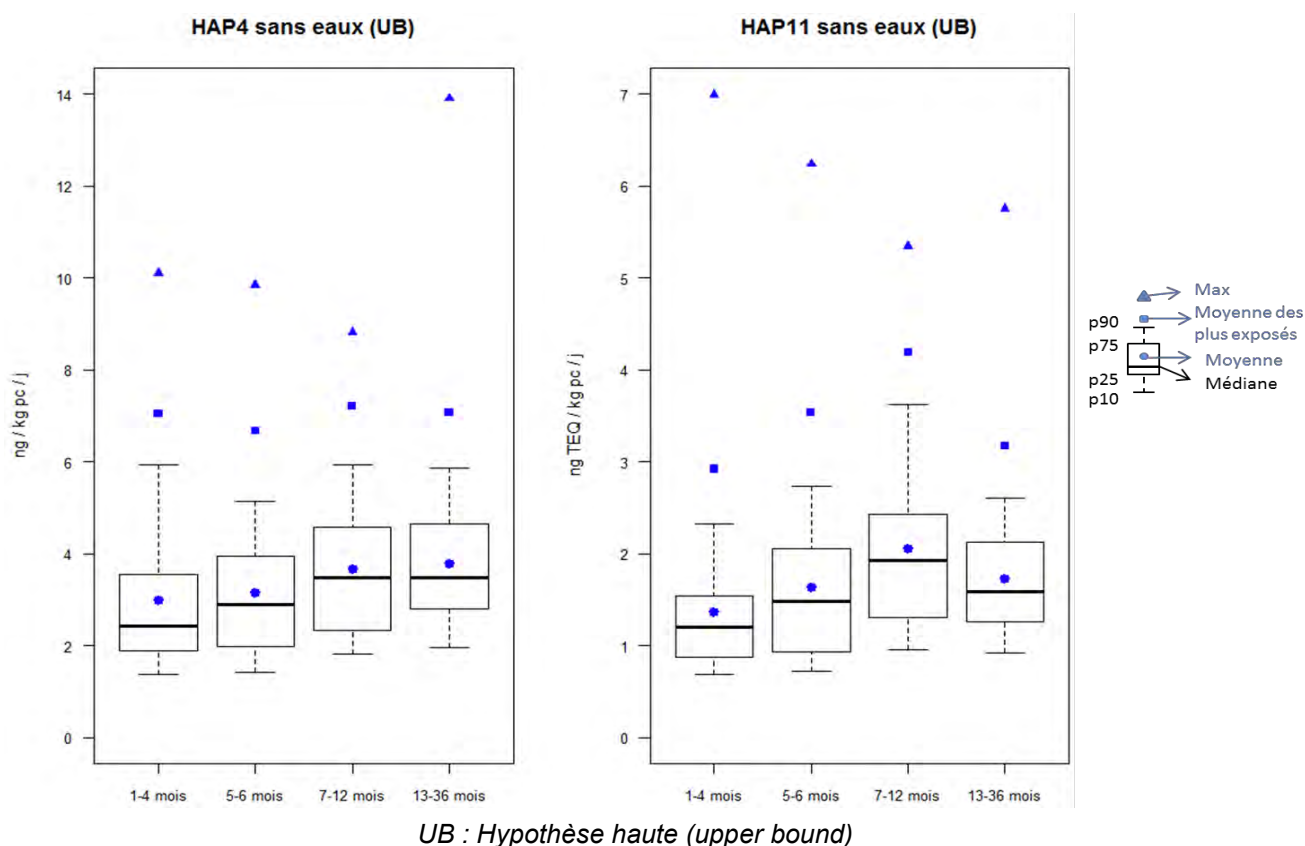 HAP4 sans eaux (UB)
HAP11 sans eaux (UB)
ng / kg pc / j
14
12
10
8
6
4
2
0
1-4 mois
5-6 mois
7-12 mois
13-36 mois
ng TEQ / kg pc / j
7
6
5
4
3
2
1
0
1-4 mois
5-6 mois
7-12 mois
13-36 mois
Max
Moyenne des
plus exposés
Moyenne
Médiane
p90
p75
p25
p10
UB : Hypothèse haute (upper bound)